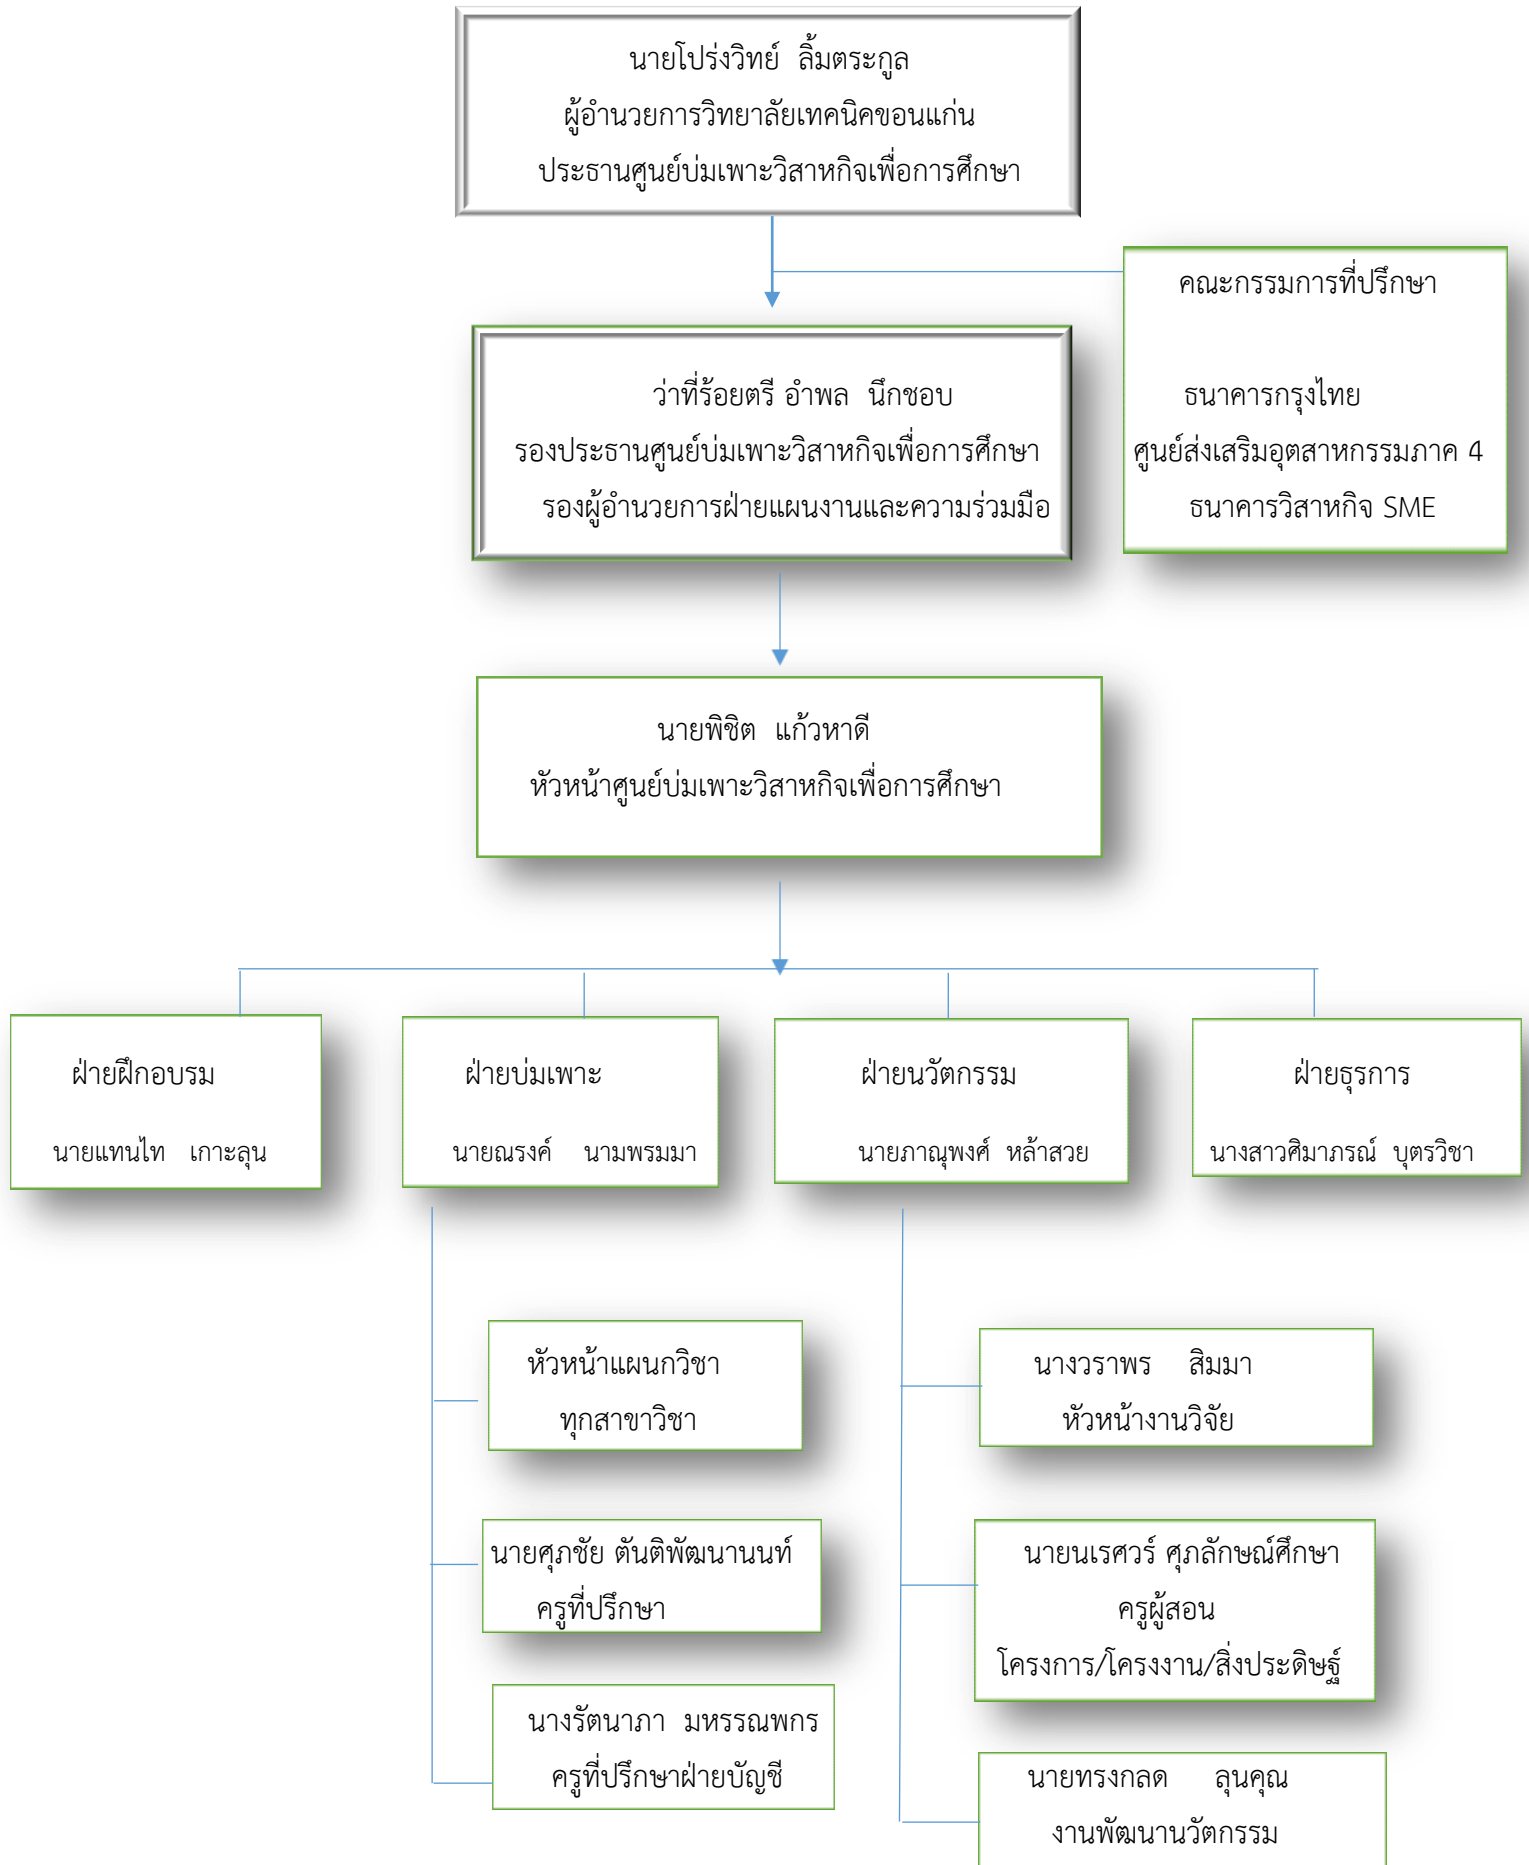 นายโปร่งวิทย์ ลิ้มตระกูล
ผู้อำนวยการวิทยาลัยเทคนิคขอนแก่น
ประธานศูนย์บ่มเพาะวิสาหกิจเพื่อการศึกษา
คณะกรรมการที่ปรึกษา
ธนาคารกรุงไทย
ศูนย์ส่งเสริมอุตสาหกรรมภาค 4
ธนาคารวิสาหกิจ SME
ว่าที่ร้อยตรี อำพล นึกชอบ
รองประธานศูนย์บ่มเพาะวิสาหกิจเพื่อการศึกษา
รองผู้อำนวยการฝ่ายแผนงานและความร่วมมือ
นายพิชิต แก้วหาดี
หัวหน้าศูนย์บ่มเพาะวิสาหกิจเพื่อการศึกษา
ฝ่ายฝึกอบรม
นายแทนไท เกาะลุน
ฝ่ายบ่มเพาะ
นายณรงค์ นามพรมมา
ฝ่ายนวัตกรรม
นายภาณุพงศ์ หล้าสวย
ฝ่ายธุรการ
นางสาวศิมาภรณ์ บุตรวิชา
หัวหน้าแผนกวิชา
ทุกสาขาวิชา
นายศุภชัย ตันติพัฒนานนท์
ครูที่ปรึกษา
นางรัตนาภา มหรรณพกร
ครูที่ปรึกษาฝ่ายบัญชี
นางวราพร สิมมา
หัวหน้างานวิจัย
นายนเรศวร์ ศุภลักษณ์ศึกษา
ครูผู้สอน
โครงการ/โครงงาน/สิ่งประดิษฐ์
นายทรงกลด ลุนคุณ
งานพัฒนานวัตกรรม